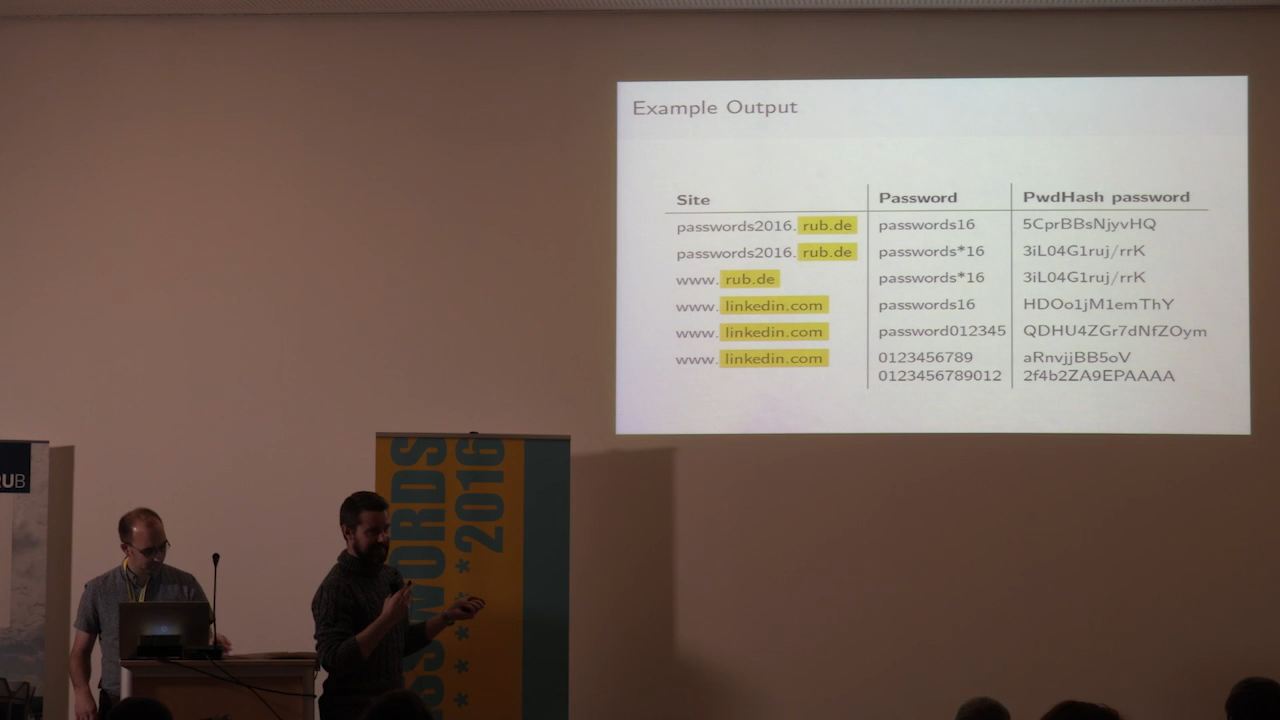 Example Output
Site Password PwdHash password
passwords2016.rub.de passwords16 5CprBBsNjyvHQ
passwords2016.rub.de passwords*16 3iL04G1ruj/rrK
www.rub.de passwords*16 3iL04G1ruj/rrK
www.linkedin.com passwords16 HDOo1jM1emThY
www.linkedin.com password012345 QDHU4ZGr7dNfZOym
www.linkedin.com 0123456789 aRnvjjBB5oV
0123456789012 2f4b2ZA9EPAAAA
RUB
SSWORDS
****2016